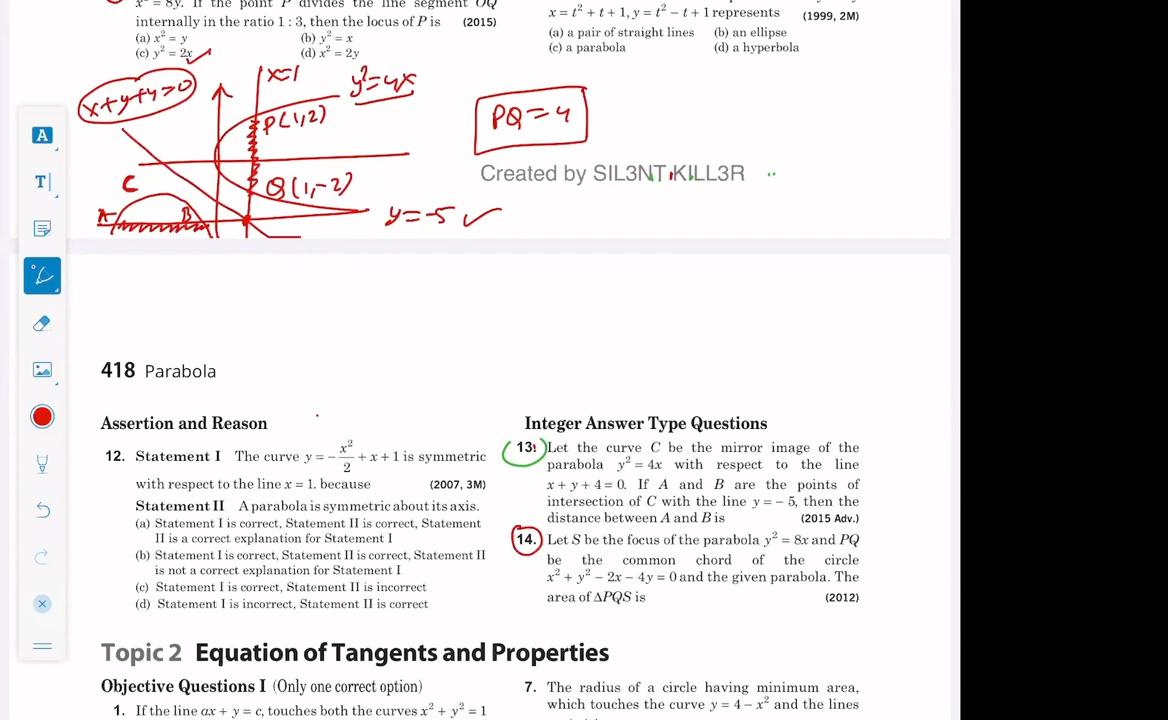 x² = 8y. If the point P divides the line segment OQ
internally in the ratio 1 : 3, then the locus of P is (2015)
(a) x² = y (b) y² = x
(c) y² = 2x (d) x² = 2y
x = t² + t + 1, y = t² − t + 1 represents (1999, 2M)
(a) a pair of straight lines (b) an ellipse
(c) a parabola (d) a hyperbola
x+y+4=0
x=1
y²=4x
P(1,2)
PQ=4
Q(1,-2)
C
A
B
y=-5
Created by SIL3NT KILL3R
A
T
418 Parabola
Assertion and Reason
12. Statement I The curve y = −x²/2 + x + 1 is symmetric
with respect to the line x = 1. because (2007, 3M)
Statement II A parabola is symmetric about its axis.
(a) Statement I is correct, Statement II is correct, Statement
II is a correct explanation for Statement I
(b) Statement I is correct, Statement II is correct, Statement II
is not a correct explanation for Statement I
(c) Statement I is correct, Statement II is incorrect
(d) Statement I is incorrect, Statement II is correct
Integer Answer Type Questions
13. Let the curve C be the mirror image of the
parabola y² = 4x with respect to the line
x + y + 4 = 0. If A and B are the points of
intersection of C with the line y = − 5, then the
distance between A and B is (2015 Adv.)
14. Let S be the focus of the parabola y² = 8x and PQ
be the common chord of the circle
x² + y² − 2x − 4y = 0 and the given parabola. The
area of ΔPQS is (2012)
Topic 2 Equation of Tangents and Properties
Objective Questions I (Only one correct option)
1. If the line ax + y = c, touches both the curves x² + y² = 1
7. The radius of a circle having minimum area,
which touches the curve y = 4 − x² and the lines